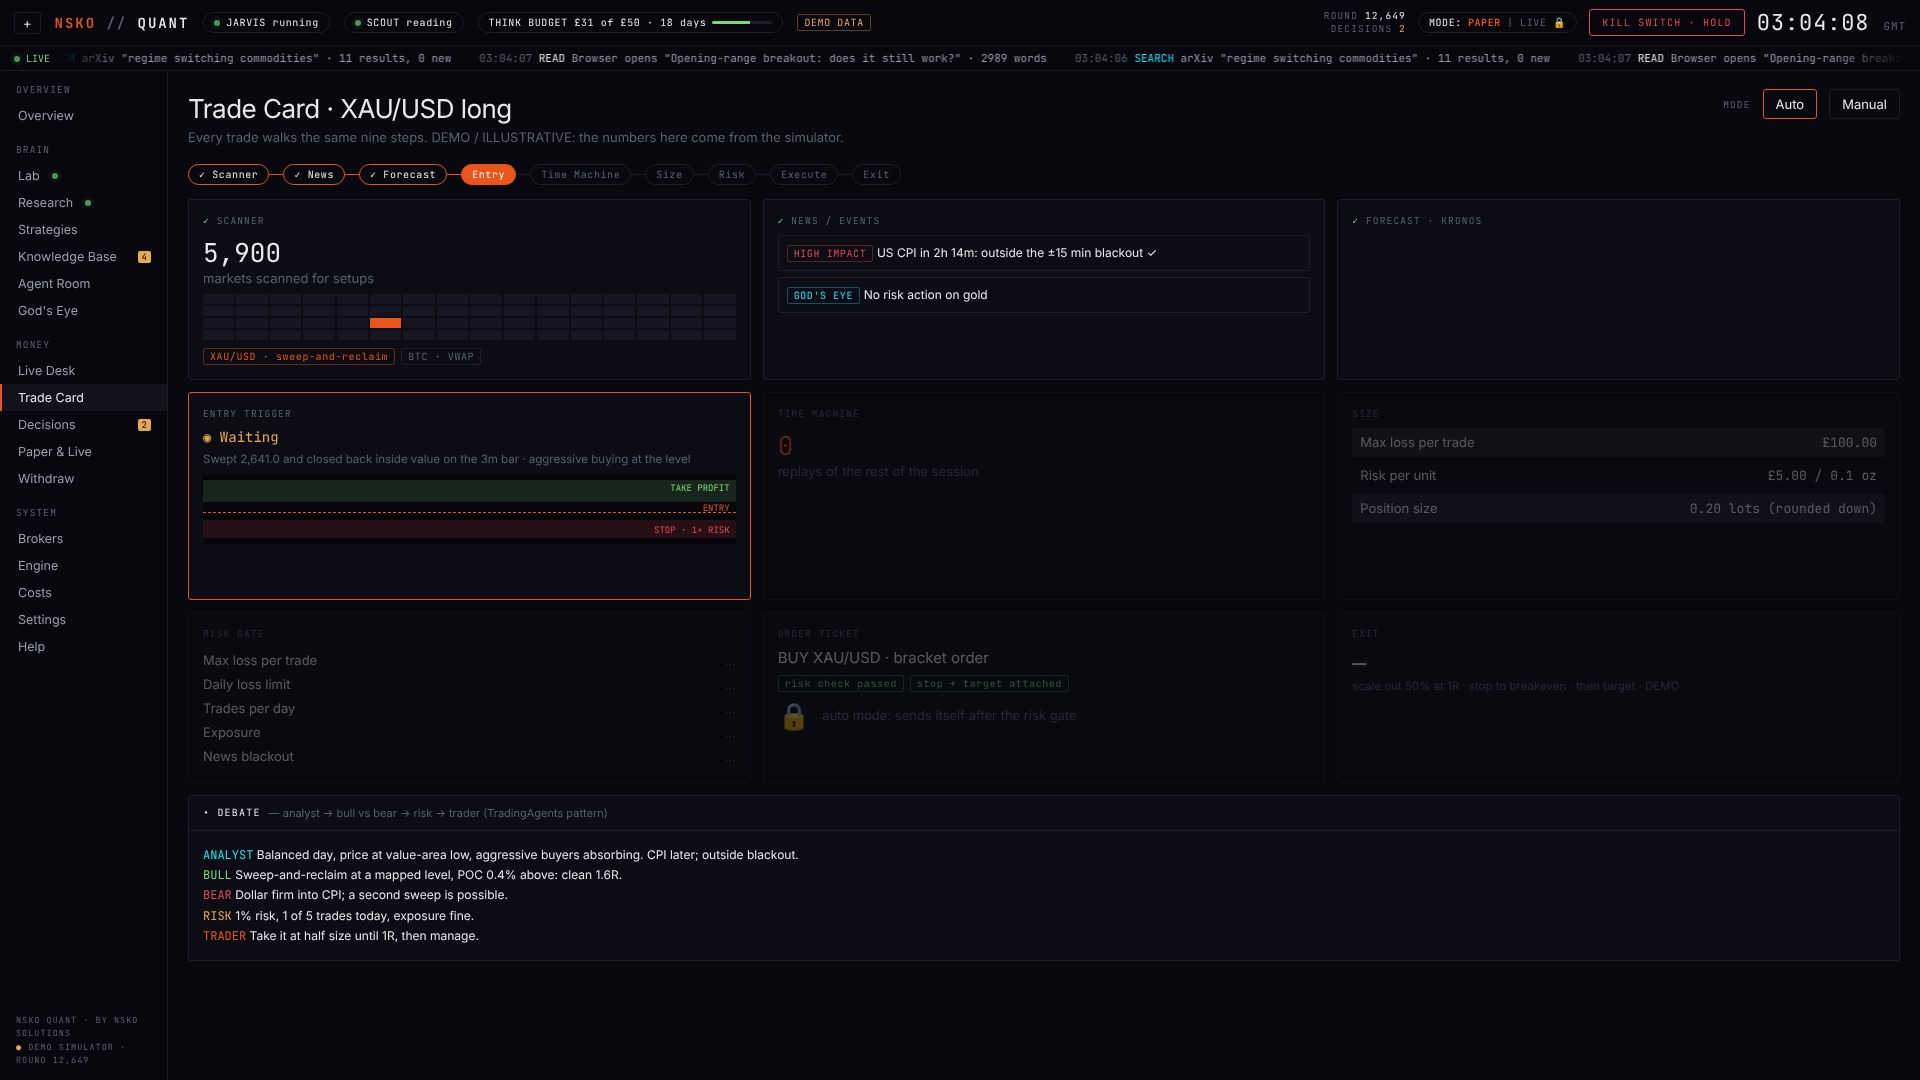 + NSKO // QUANT JARVIS running SCOUT reading THINK BUDGET £31 of £50 · 18 days DEMO DATA
ROUND 12,649
DECISIONS 2
MODE: PAPER | LIVE 🔒 KILL SWITCH · HOLD 03:04:08 GMT
LIVE arXiv "regime switching commodities" · 11 results, 0 new 03:04:07 READ Browser opens "Opening-range breakout: does it still work?" · 2989 words 03:04:06 SEARCH arXiv "regime switching commodities" · 11 results, 0 new 03:04:07 READ Browser opens "Opening-range
OVERVIEW
Overview
BRAIN
Lab
Research
Strategies
Knowledge Base 4
Agent Room
God's Eye
MONEY
Live Desk
Trade Card
Decisions 2
Paper & Live
Withdraw
SYSTEM
Brokers
Engine
Costs
Settings
Help
NSKO QUANT · BY NSKO
SOLUTIONS
DEMO SIMULATOR ·
ROUND 12,649
Trade Card · XAU/USD long
Every trade walks the same nine steps. DEMO / ILLUSTRATIVE: the numbers here come from the simulator.
MODE Auto Manual
✓ Scanner ✓ News ✓ Forecast Entry Time Machine Size Risk Execute Exit
✓ SCANNER
5,900
markets scanned for setups
XAU/USD · sweep-and-reclaim BTC · VWAP
✓ NEWS / EVENTS
HIGH IMPACT US CPI in 2h 14m: outside the ±15 min blackout ✓
GOD'S EYE No risk action on gold
✓ FORECAST · KRONOS
ENTRY TRIGGER
◉ Waiting
Swept 2,641.0 and closed back inside value on the 3m bar · aggressive buying at the level
TAKE PROFIT
ENTRY
STOP · 1× RISK
TIME MACHINE
0
replays of the rest of the session
SIZE
Max loss per trade £100.00
Risk per unit £5.00 / 0.1 oz
Position size 0.20 lots (rounded down)
RISK GATE
Max loss per trade ...
Daily loss limit ...
Trades per day ...
Exposure ...
News blackout ...
ORDER TICKET
BUY XAU/USD · bracket order
risk check passed stop + target attached
🔒 auto mode: sends itself after the risk gate
EXIT
—
scale out 50% at 1R · stop to breakeven · then target · DEMO
• DEBATE — analyst → bull vs bear → risk → trader (TradingAgents pattern)
ANALYST Balanced day, price at value-area low, aggressive buyers absorbing. CPI later; outside blackout.
BULL Sweep-and-reclaim at a mapped level, POC 0.4% above: clean 1.6R.
BEAR Dollar firm into CPI; a second sweep is possible.
RISK 1% risk, 1 of 5 trades today, exposure fine.
TRADER Take it at half size until 1R, then manage.